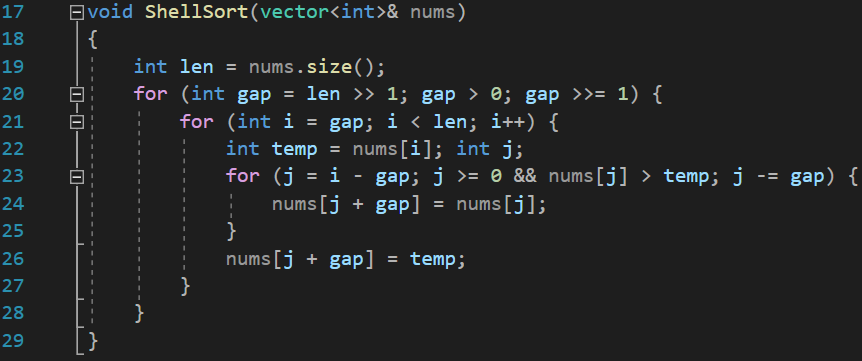 17 void ShellSort(vector<int>& nums)
18 {
19     int len = nums.size();
20     for (int gap = len >> 1; gap > 0; gap >>= 1) {
21         for (int i = gap; i < len; i++) {
22             int temp = nums[i]; int j;
23             for (j = i - gap; j >= 0 && nums[j] > temp; j -= gap) {
24                 nums[j + gap] = nums[j];
25             }
26             nums[j + gap] = temp;
27         }
28     }
29 }